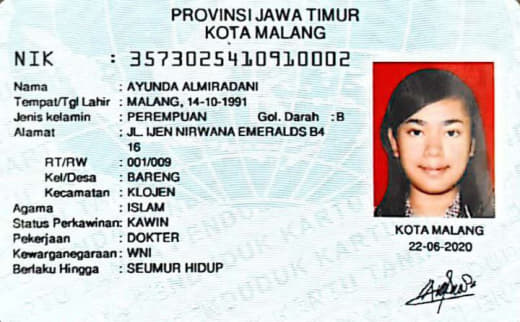 PROVINSI JAWA TIMUR
KOTA MALANG
NIK : 3573025410910002
Nama : AYUNDA ALMIRADANI
Tempat/Tgl Lahir : MALANG, 14-10-1991
Jenis kelamin : PEREMPUAN Gol. Darah : B
Alamat : JL. IJEN NIRWANA EMERALDS B4
16
RT/RW : 001/009
Kel/Desa : BARENG
Kecamatan : KLOJEN
Agama : ISLAM
Status Perkawinan: KAWIN
Pekerjaan : DOKTER
Kewarganegaraan: WNI
Berlaku Hingga : SEUMUR HIDUP
KOTA MALANG
22-06-2020